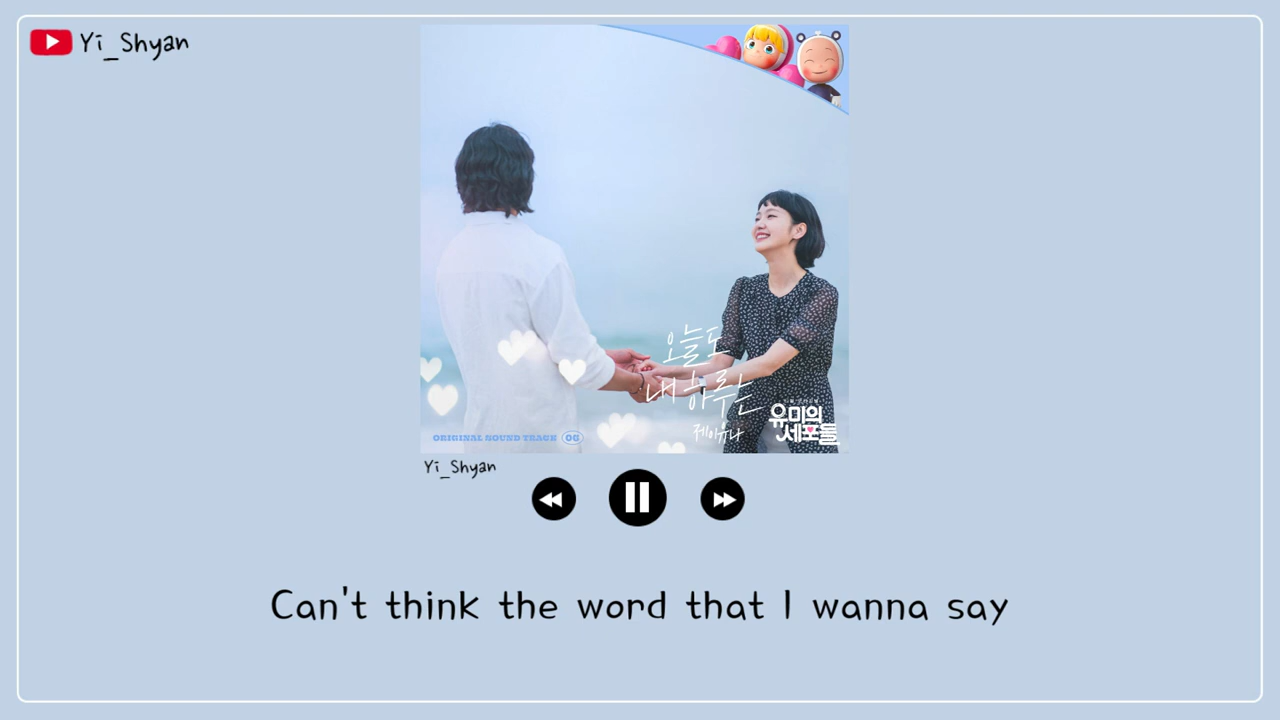 Yi_Shyan
오늘도
내 하루는
제이유나
유미의
세포들
ORIGINAL SOUND TRACK 06
Yi_Shyan
Can't think the word that I wanna say